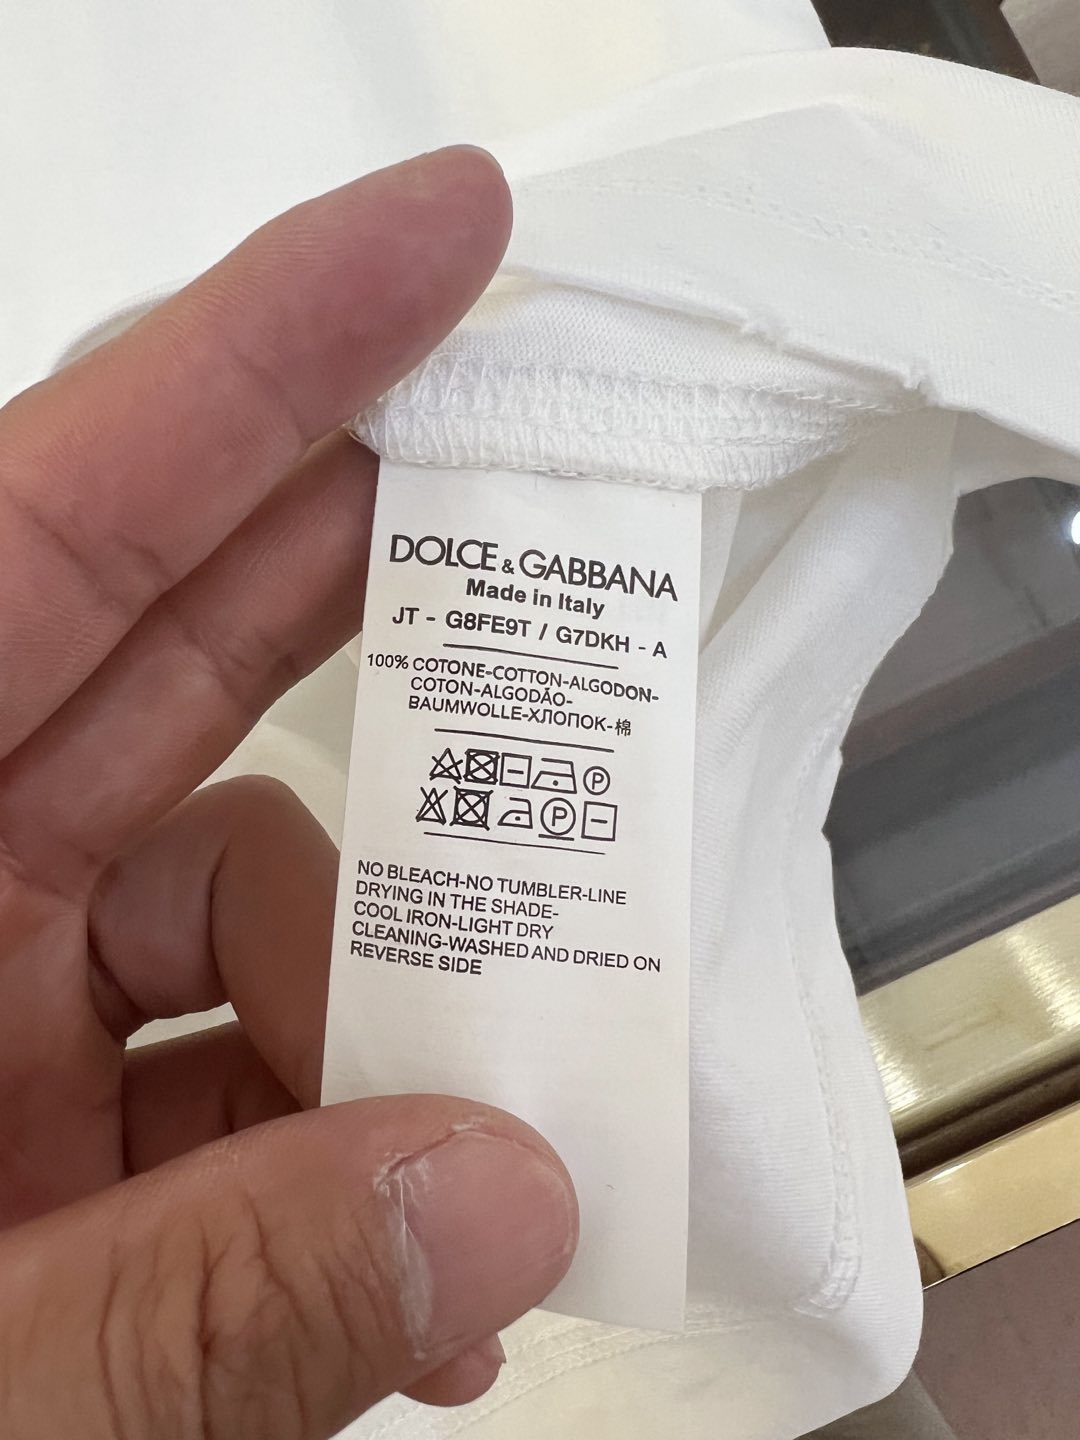 DOLCE & GABBANA
Made in Italy
JT - G8FE9T / G7DKH - A
100% COTONE-COTTON-ALGODON-
COTON-ALGODÃO-
BAUMWOLLE-ХЛОПОК-棉
P
P
NO BLEACH-NO TUMBLER-LINE
DRYING IN THE SHADE-
COOL IRON-LIGHT DRY
CLEANING-WASHED AND DRIED ON
REVERSE SIDE